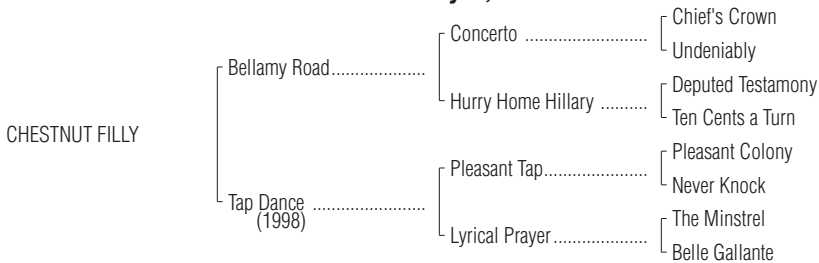 Chief's Crown
Concerto ......................
Undeniably
Bellamy Road....................
Deputed Testamony
Hurry Home Hillary ..........
Ten Cents a Turn
CHESTNUT FILLY
Pleasant Colony
Pleasant Tap......................
Never Knock
Tap Dance ........................
(1998)
The Minstrel
Lyrical Prayer....................
Belle Gallante